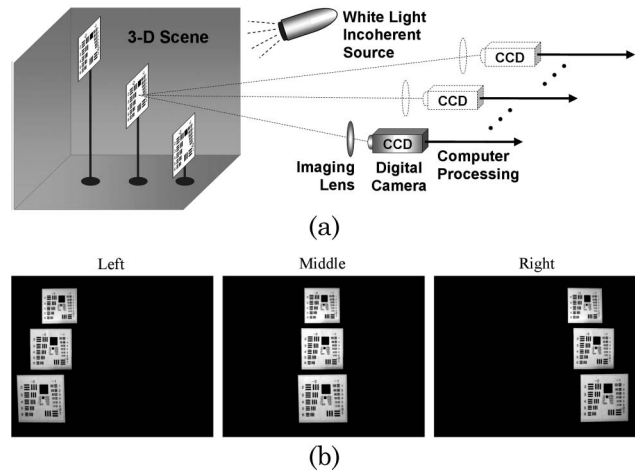 3-D Scene
White Light
Incoherent
Source
CCD
CCD
CCD
Imaging
Lens
Digital
Camera
Computer
Processing
(a)
Left
Middle
Right
(b)